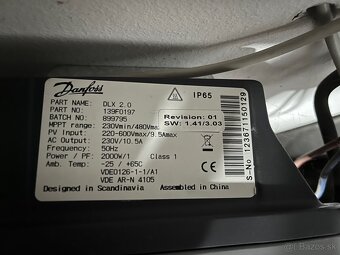 Danfoss
IP65
PART NAME: DLX 2.0
PART NO: 139F0197
BATCH NO: 899795
Revision: 01
SW: 1.41/3.03
MPPT range: 230Vmin/480Vmax
PV Input: 220-600Vmax/9.5Amax
AC Output: 230V/10.5A
Frequency: 50Hz
Power / PF: 2000W/1 Class 1
Amb. Temp: -25 / +65C
VDE0126-1-1/A1
VDE AR-N 4105
Designed in Scandinavia Assembled in China
S-No 123671150129
bazos.sk